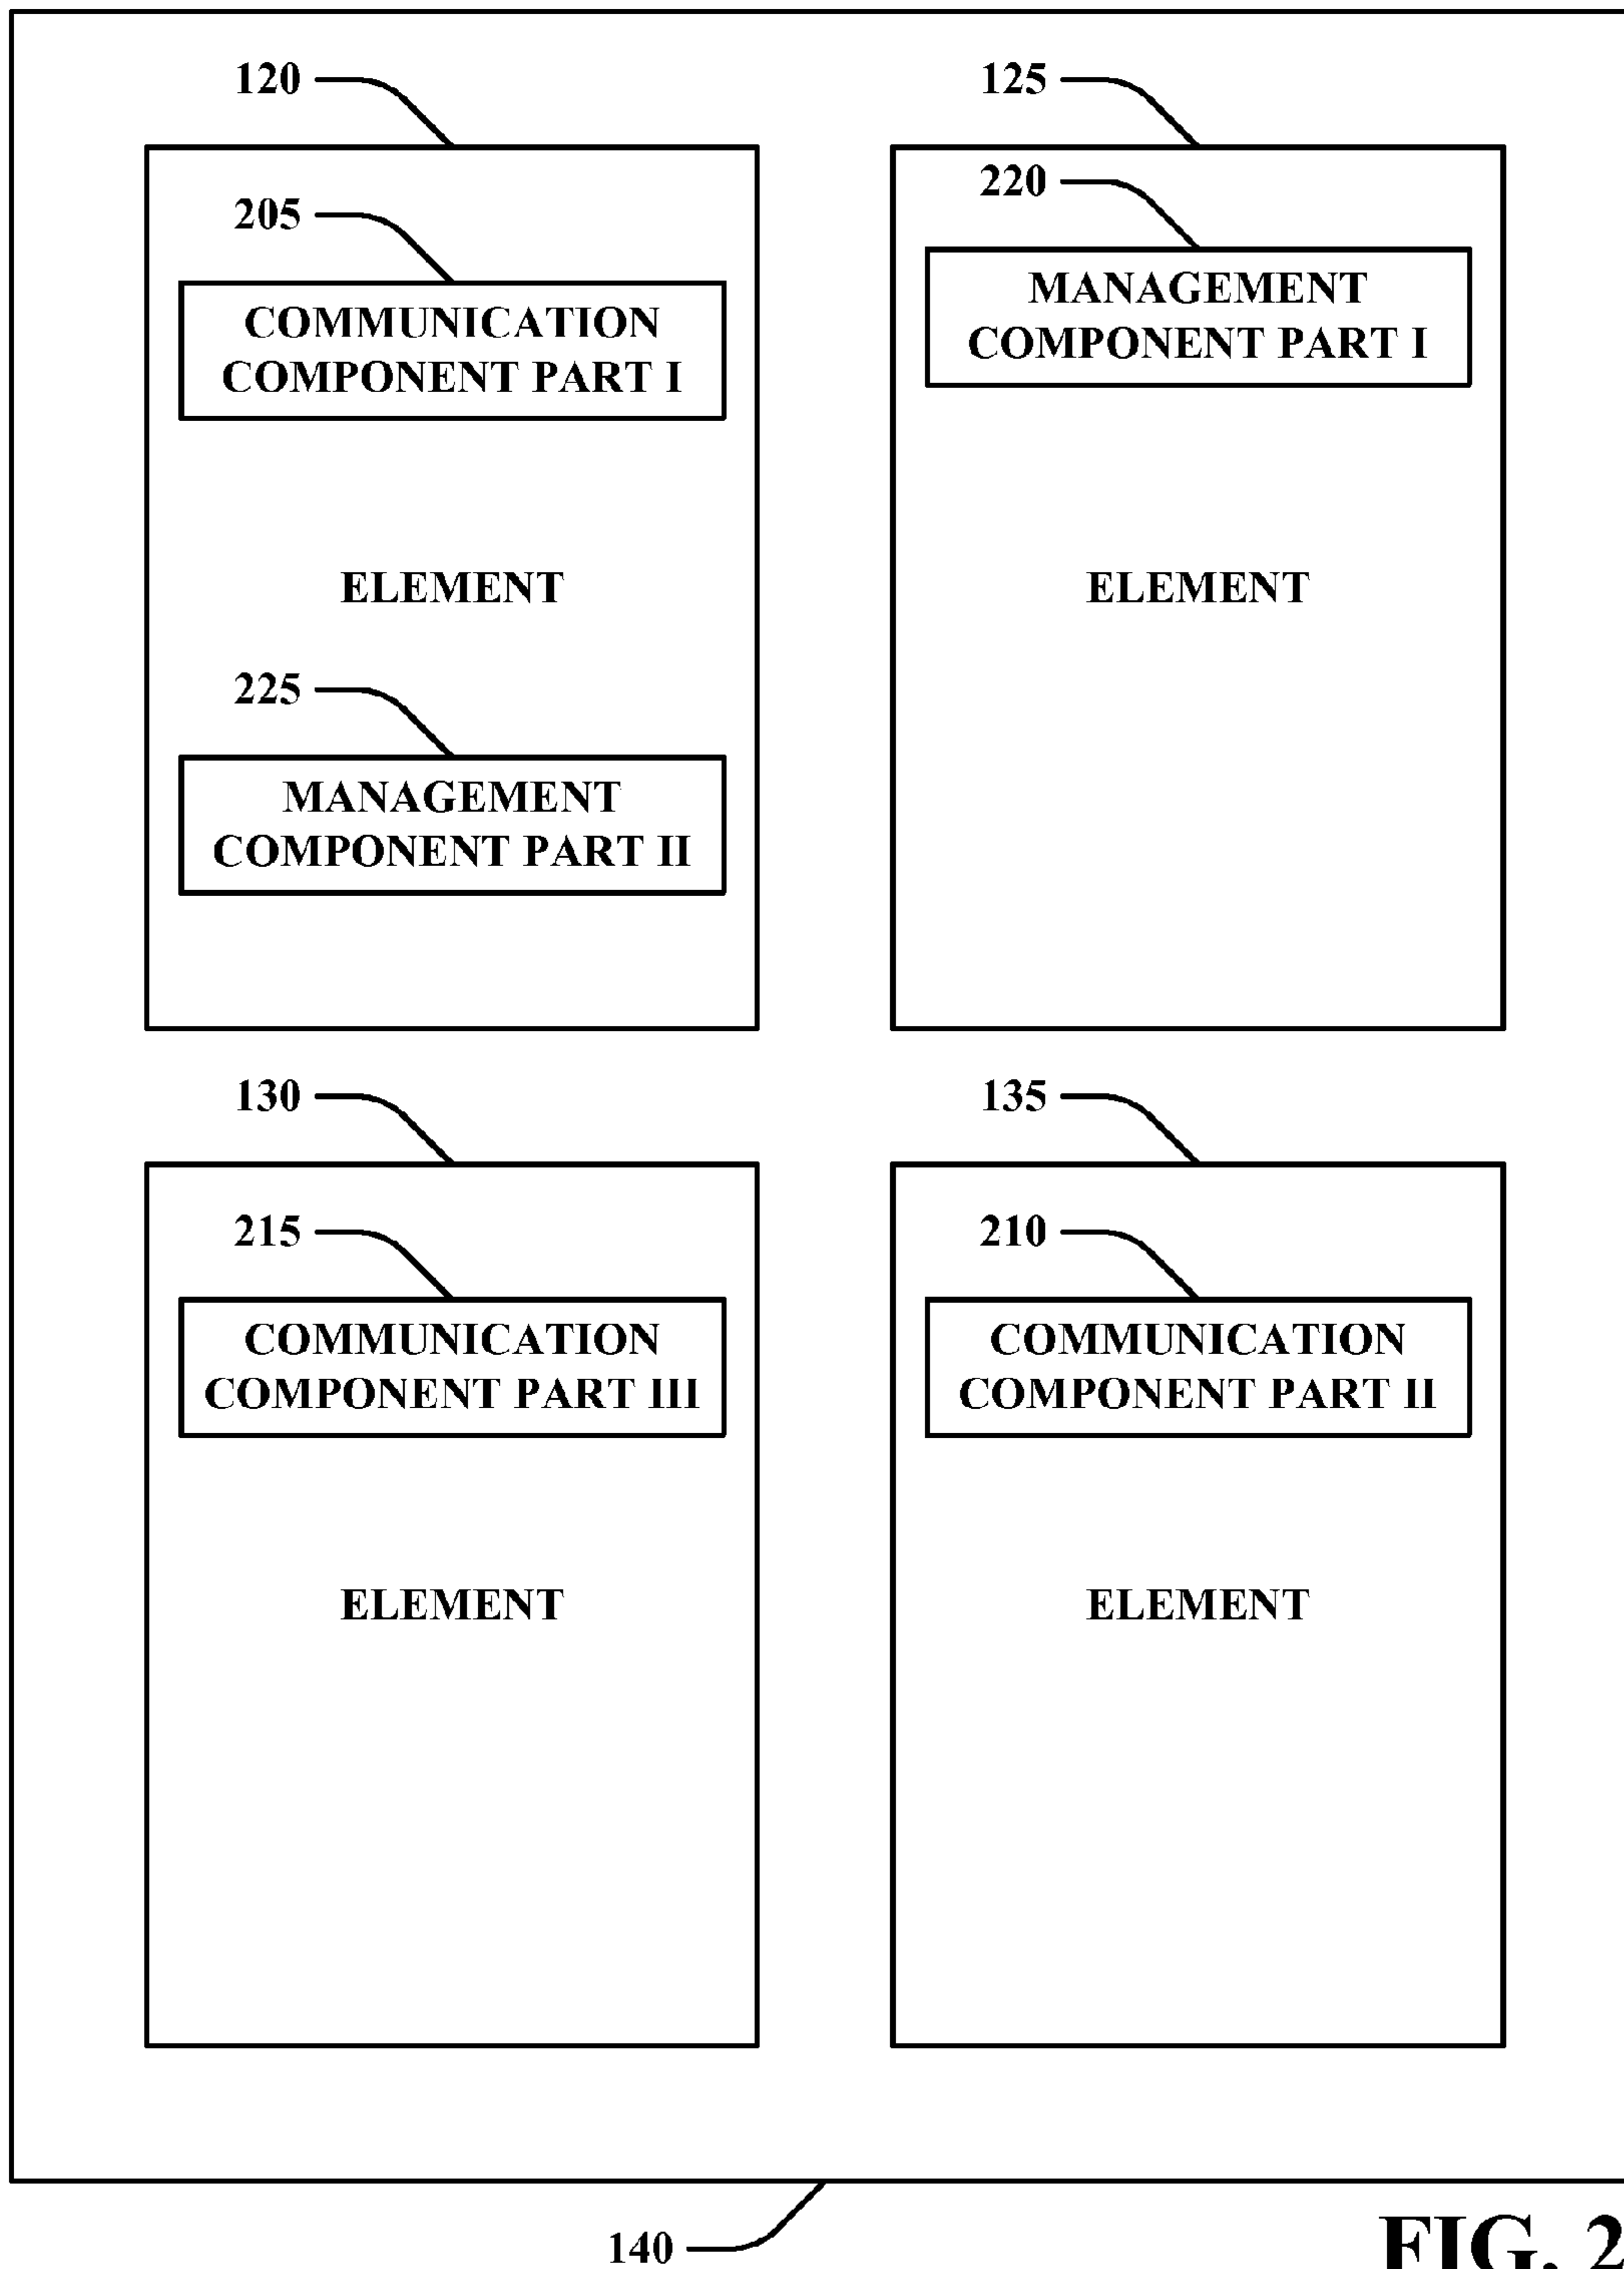 120
205
COMMUNICATION
COMPONENT PART I
ELEMENT
225
MANAGEMENT
COMPONENT PART II
125
220
MANAGEMENT
COMPONENT PART I
ELEMENT
130
215
COMMUNICATION
COMPONENT PART III
ELEMENT
135
210
COMMUNICATION
COMPONENT PART II
ELEMENT
140
FIG. 2